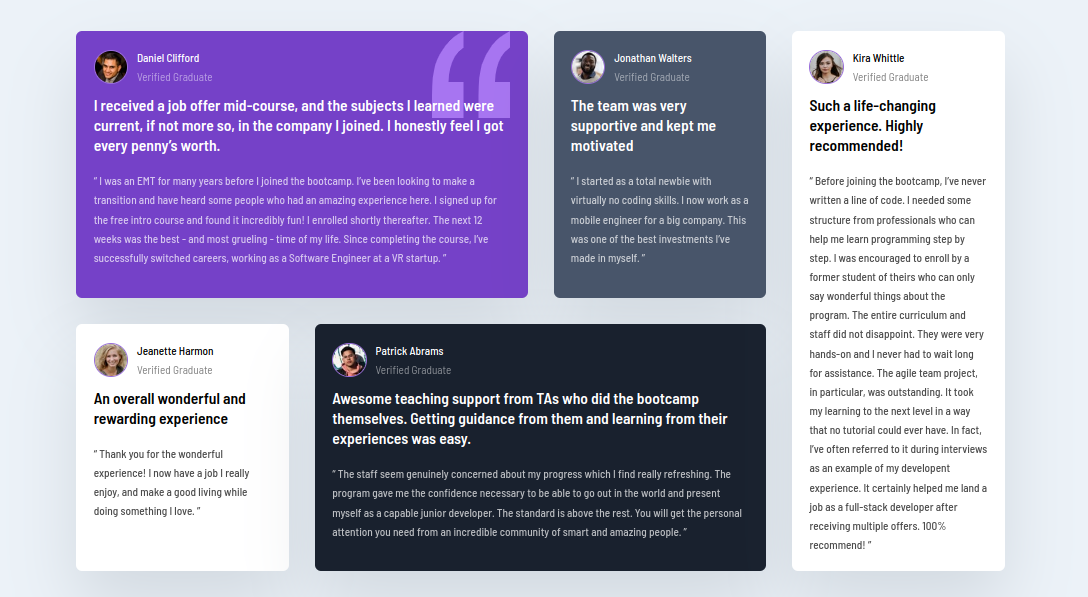 Daniel Clifford
Verified Graduate
I received a job offer mid-course, and the subjects I learned were
current, if not more so, in the company I joined. I honestly feel I got
every penny’s worth.
“ I was an EMT for many years before I joined the bootcamp. I’ve been looking to make a
transition and have heard some people who had an amazing experience here. I signed up for
the free intro course and found it incredibly fun! I enrolled shortly thereafter. The next 12
weeks was the best - and most grueling - time of my life. Since completing the course, I’ve
successfully switched careers, working as a Software Engineer at a VR startup. ”
Jonathan Walters
Verified Graduate
The team was very
supportive and kept me
motivated
“ I started as a total newbie with
virtually no coding skills. I now work as a
mobile engineer for a big company. This
was one of the best investments I’ve
made in myself. ”
Kira Whittle
Verified Graduate
Such a life-changing
experience. Highly
recommended!
“ Before joining the bootcamp, I’ve never
written a line of code. I needed some
structure from professionals who can
help me learn programming step by
step. I was encouraged to enroll by a
former student of theirs who can only
say wonderful things about the
program. The entire curriculum and
staff did not disappoint. They were very
hands-on and I never had to wait long
for assistance. The agile team project,
in particular, was outstanding. It took
my learning to the next level in a way
that no tutorial could ever have. In fact,
I’ve often referred to it during interviews
as an example of my developent
experience. It certainly helped me land a
job as a full-stack developer after
receiving multiple offers. 100%
recommend! ”
Jeanette Harmon
Verified Graduate
An overall wonderful and
rewarding experience
“ Thank you for the wonderful
experience! I now have a job I really
enjoy, and make a good living while
doing something I love. ”
Patrick Abrams
Verified Graduate
Awesome teaching support from TAs who did the bootcamp
themselves. Getting guidance from them and learning from their
experiences was easy.
“ The staff seem genuinely concerned about my progress which I find really refreshing. The
program gave me the confidence necessary to be able to go out in the world and present
myself as a capable junior developer. The standard is above the rest. You will get the personal
attention you need from an incredible community of smart and amazing people. ”